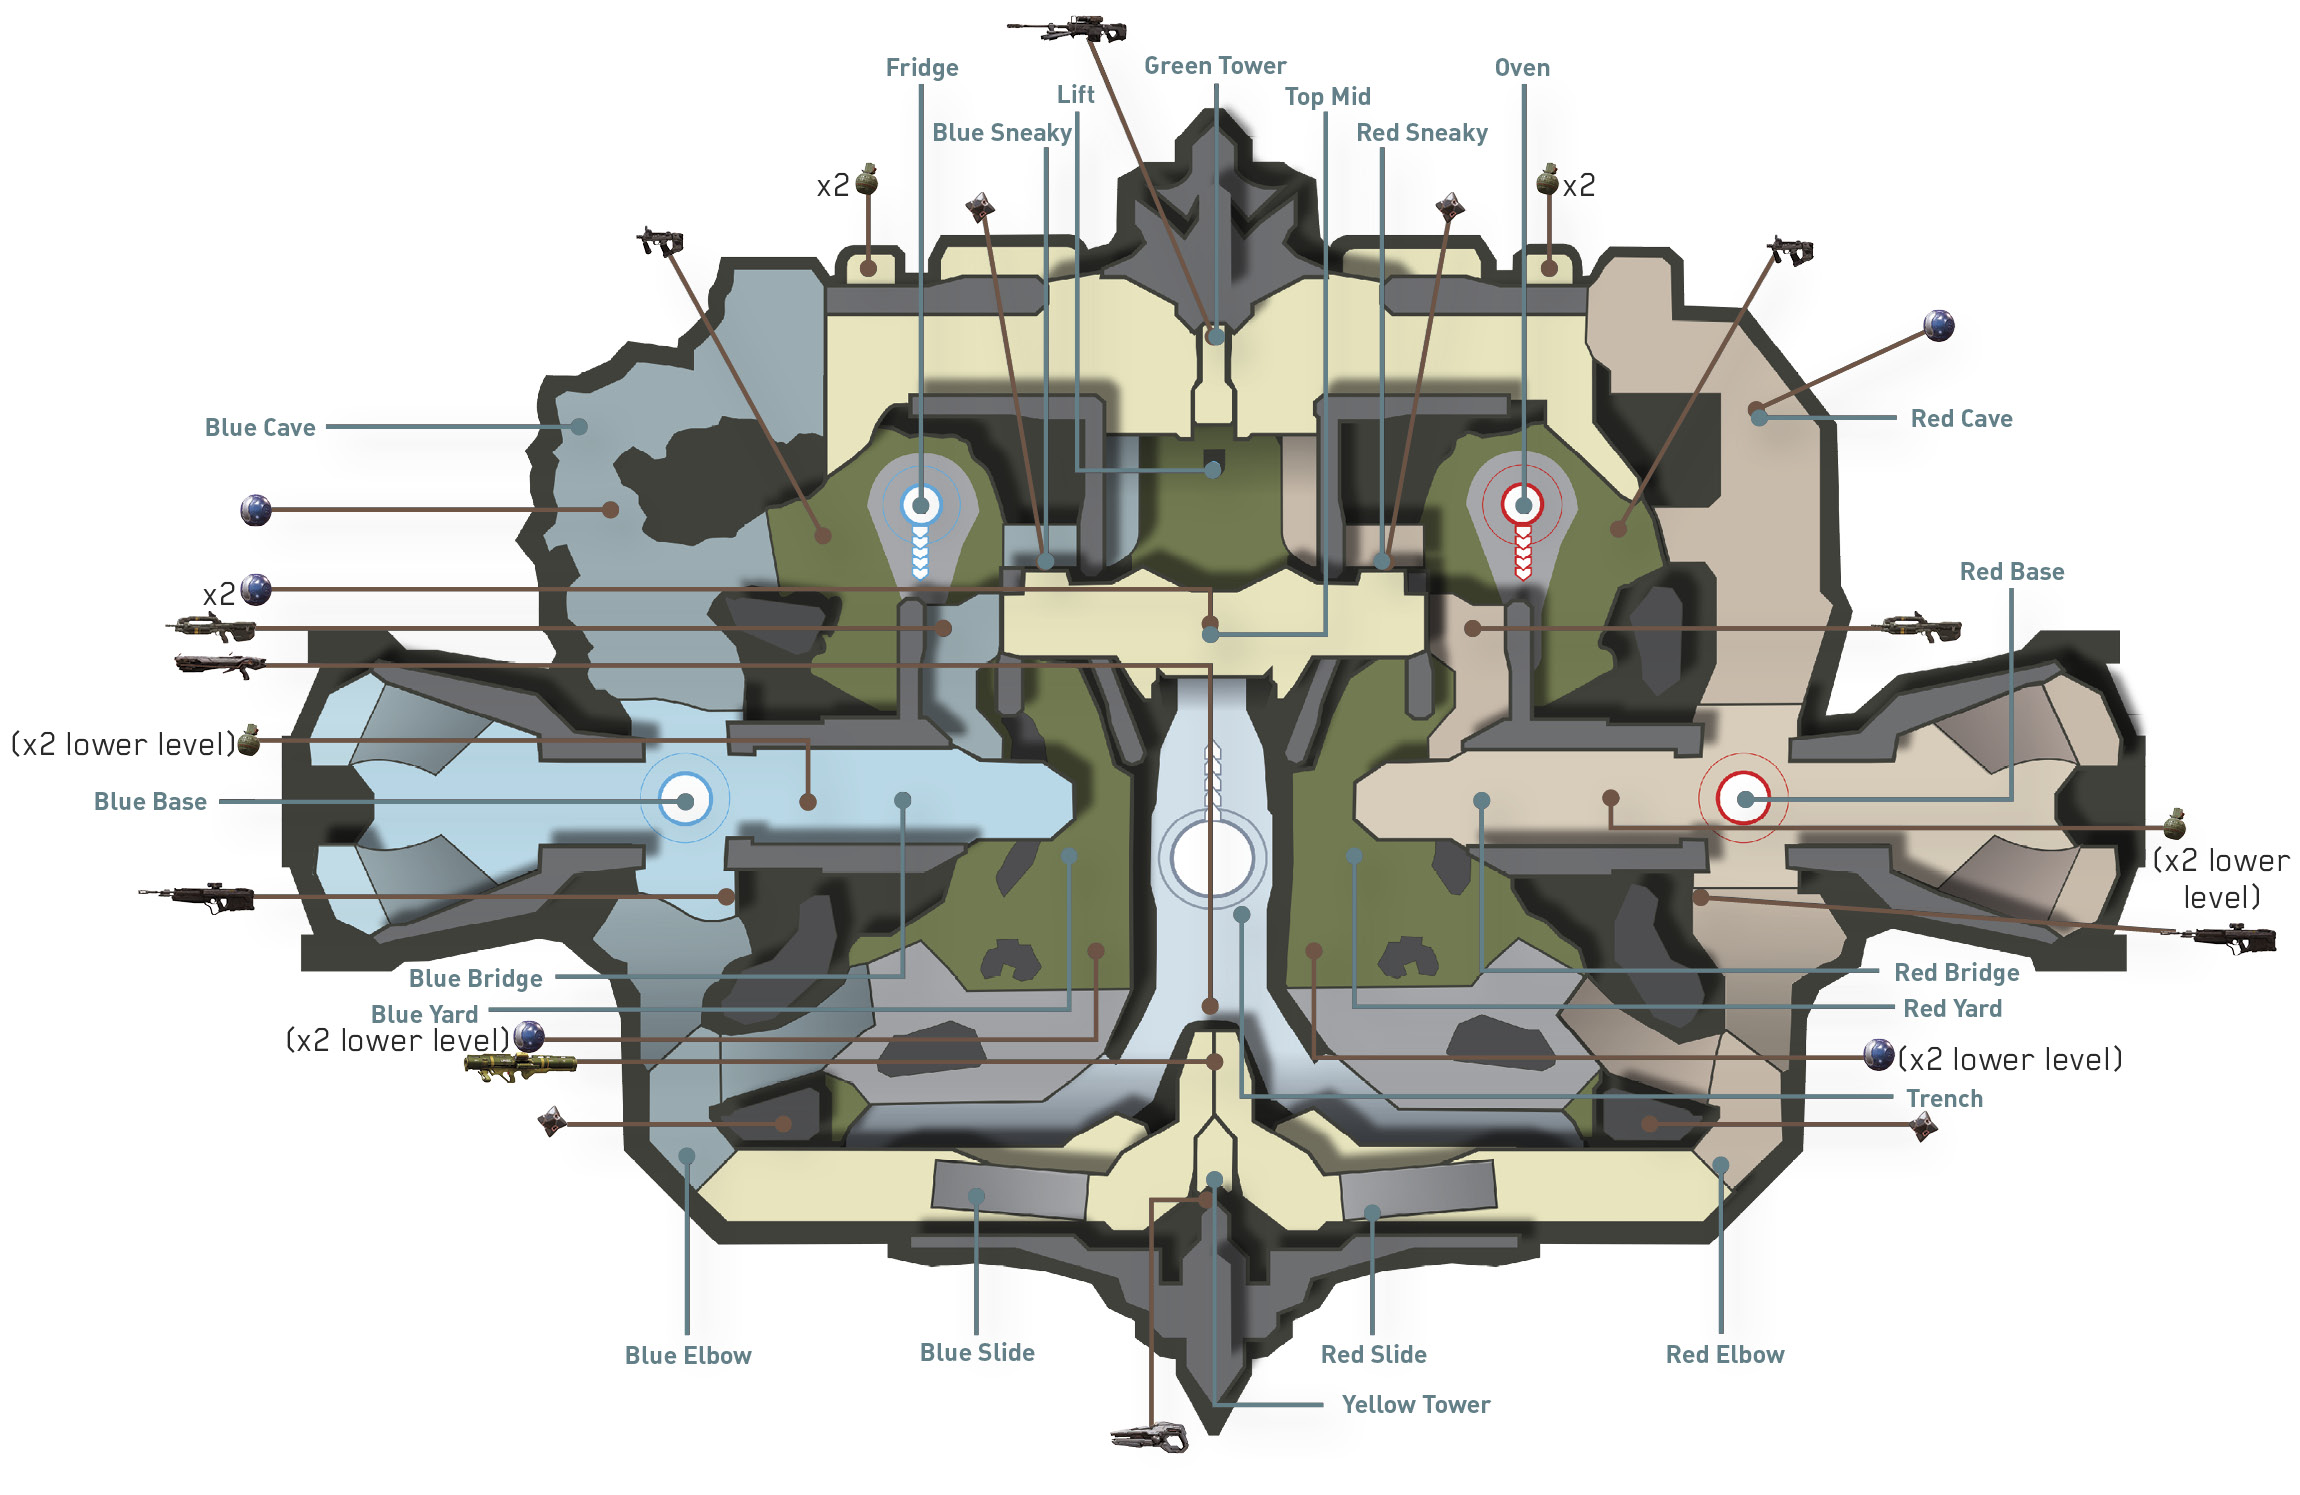 Fridge
Green Tower
Oven
Lift
Top Mid
Blue Sneaky
Red Sneaky
x2
x2
Blue Cave
Red Cave
Red Base
x2
(x2 lower level)
Blue Base
(x2 lower
level)
Blue Bridge
Red Bridge
Blue Yard
Red Yard
(x2 lower level)
(x2 lower level)
Trench
Blue Elbow
Blue Slide
Red Slide
Red Elbow
Yellow Tower